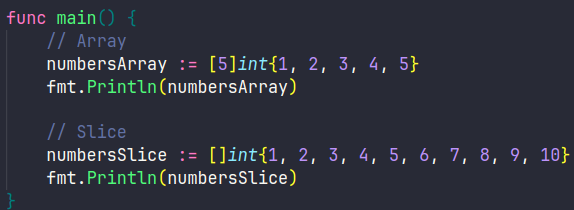 func main() {
    // Array
    numbersArray := [5]int{1, 2, 3, 4, 5}
    fmt.Println(numbersArray)

    // Slice
    numbersSlice := []int{1, 2, 3, 4, 5, 6, 7, 8, 9, 10}
    fmt.Println(numbersSlice)
}